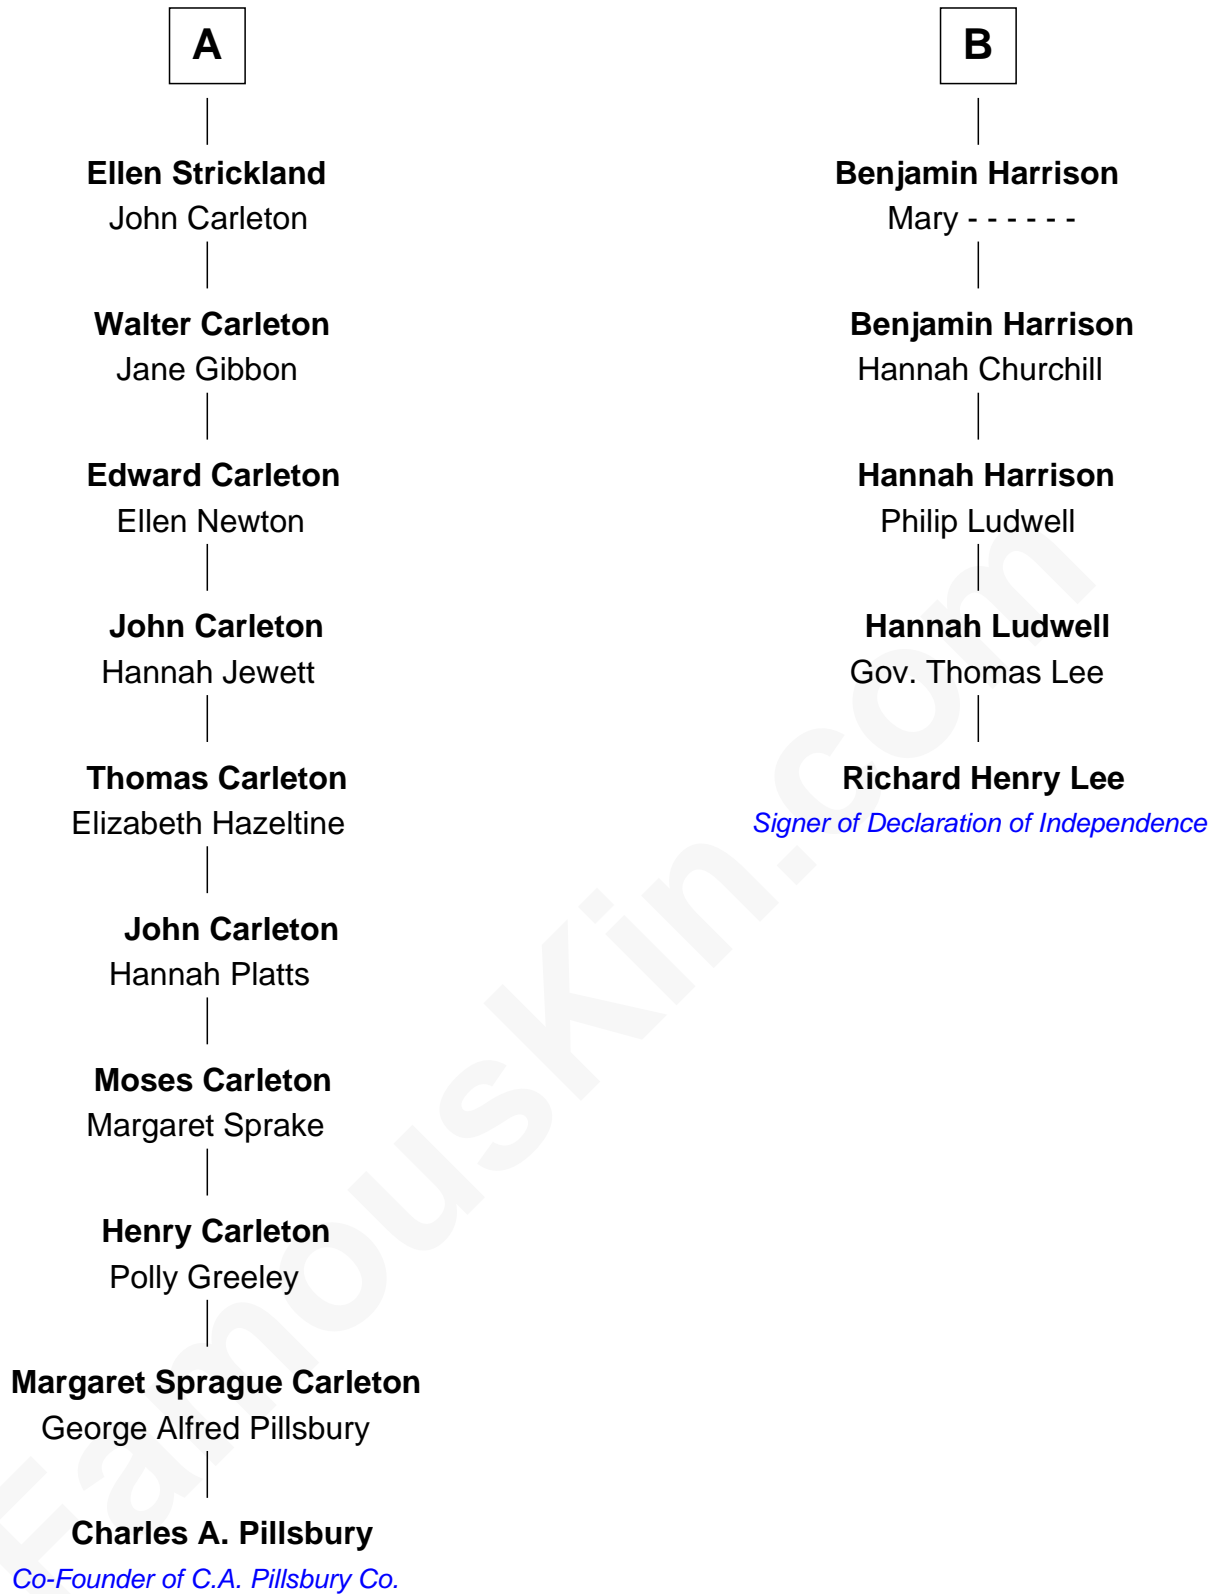 A
Ellen Strickland
John Carleton
Walter Carleton
Jane Gibbon
Edward Carleton
Ellen Newton
John Carleton
Hannah Jewett
Thomas Carleton
Elizabeth Hazeltine
John Carleton
Hannah Platts
Moses Carleton
Margaret Sprake
Henry Carleton
Polly Greeley
Margaret Sprague Carleton
George Alfred Pillsbury
Charles A. Pillsbury
Co-Founder of C.A. Pillsbury Co.
B
Benjamin Harrison
Mary - - - - - -
Benjamin Harrison
Hannah Churchill
Hannah Harrison
Philip Ludwell
Hannah Ludwell
Gov. Thomas Lee
Richard Henry Lee
Signer of Declaration of Independence
FamousKin.com